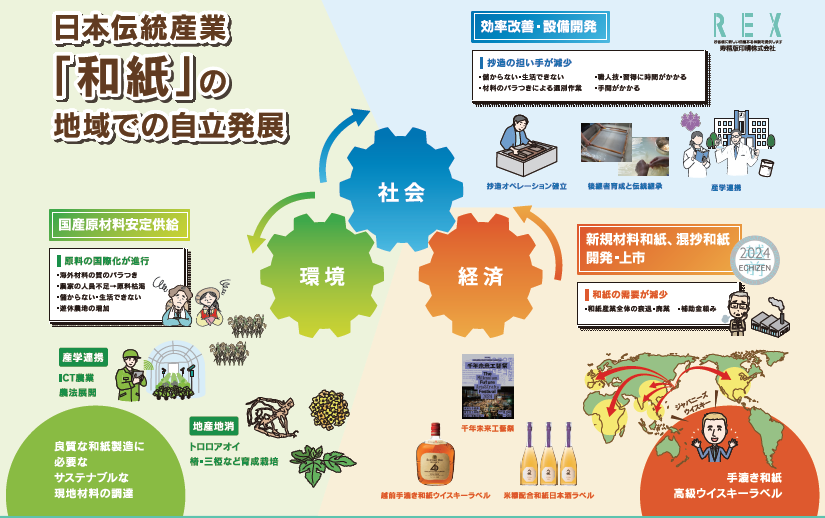 日本伝統産業
「和紙」の
地域での自立発展
効率改善・設備開発
抄造の担い手が減少
・儲からない・生活できない
・職人技・習得に時間がかかる
・材料のバラつきによる選別作業
・手間がかかる
抄造オペレーション確立
後継者育成と伝統継承
産学連携
REX
寿精版印刷株式会社
社会
環境
経済
国産原材料安定供給
原料の国際化が進行
・海外材料の質のバラつき
・農家の人員不足→原料枯渇
・儲からない・生活できない
・遊休農地の増加
産学連携
ICT農業
農法展開
地産地消
トロロアオイ
楮・三椏など育成栽培
良質な和紙製造に
必要な
サステナブルな
現地材料の調達
新規材料和紙、混抄和紙
開発・上市
2024
ECHIZEN
和紙の需要が減少
・和紙産業全体の衰退・廃業
・補助金頼み
千年未来工藝祭
千年未来工藝祭
越前手漉き和紙ウイスキーラベル
米糠配合和紙日本酒ラベル
ジャパニーズ
ウイスキー
手漉き和紙
高級ウイスキーラベル